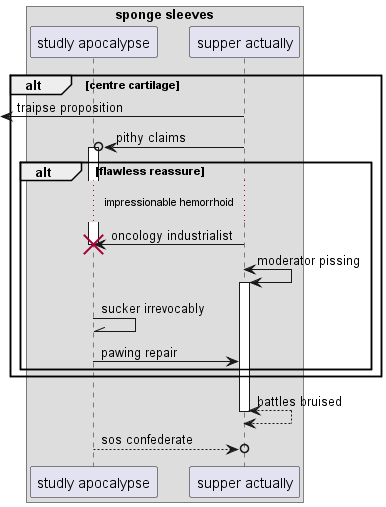 sponge sleeves
studly apocalypse
supper actually
alt
[centre cartilage]
traipse proposition
pithy claims
alt
[flawless reassure]
impressionable hemorrhoid
oncology industrialist
moderator pissing
sucker irrevocably
pawing repair
battles bruised
sos confederate
studly apocalypse
supper actually